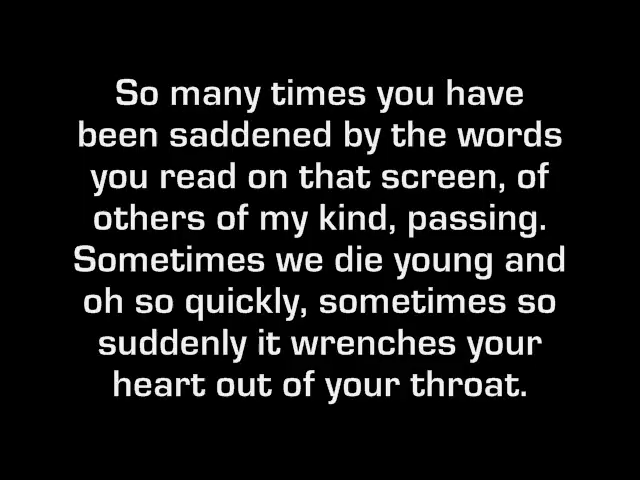 So many times you have
been saddened by the words
you read on that screen, of
others of my kind, passing.
Sometimes we die young and
oh so quickly, sometimes so
suddenly it wrenches your
heart out of your throat.